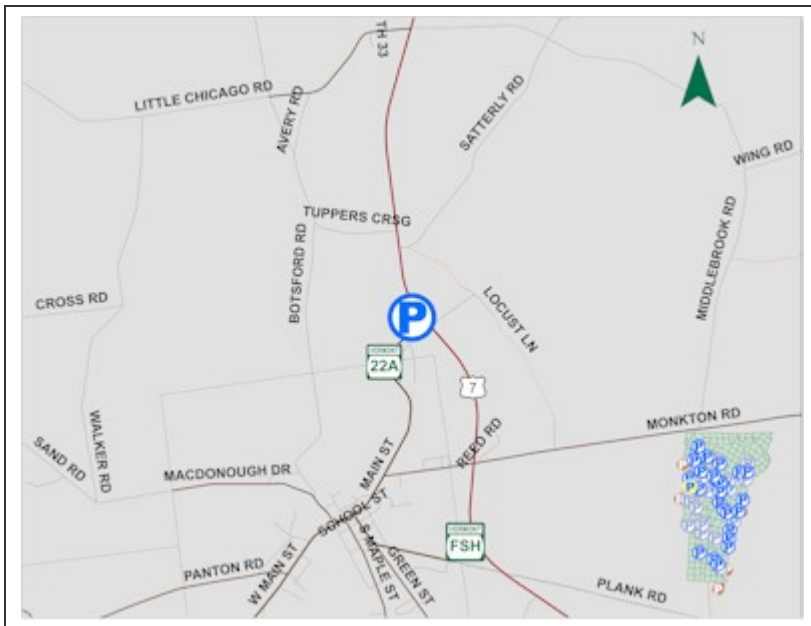 TH 33
N
LITTLE CHICAGO RD
AVERY RD
SATTERLY RD
WING RD
TUPPERS CRSG
BOTSFORD RD
MIDDLEBROOK RD
CROSS RD
LOCUST LN
P
VERMONT
22A
7
WALKER RD
SAND RD
MONKTON RD
REED RD
MAIN ST
MACDONOUGH DR
SCHOOL ST
VERMONT
FSH
PANTON RD
W MAIN ST
S MAPLE ST
GREEN ST
PLANK RD